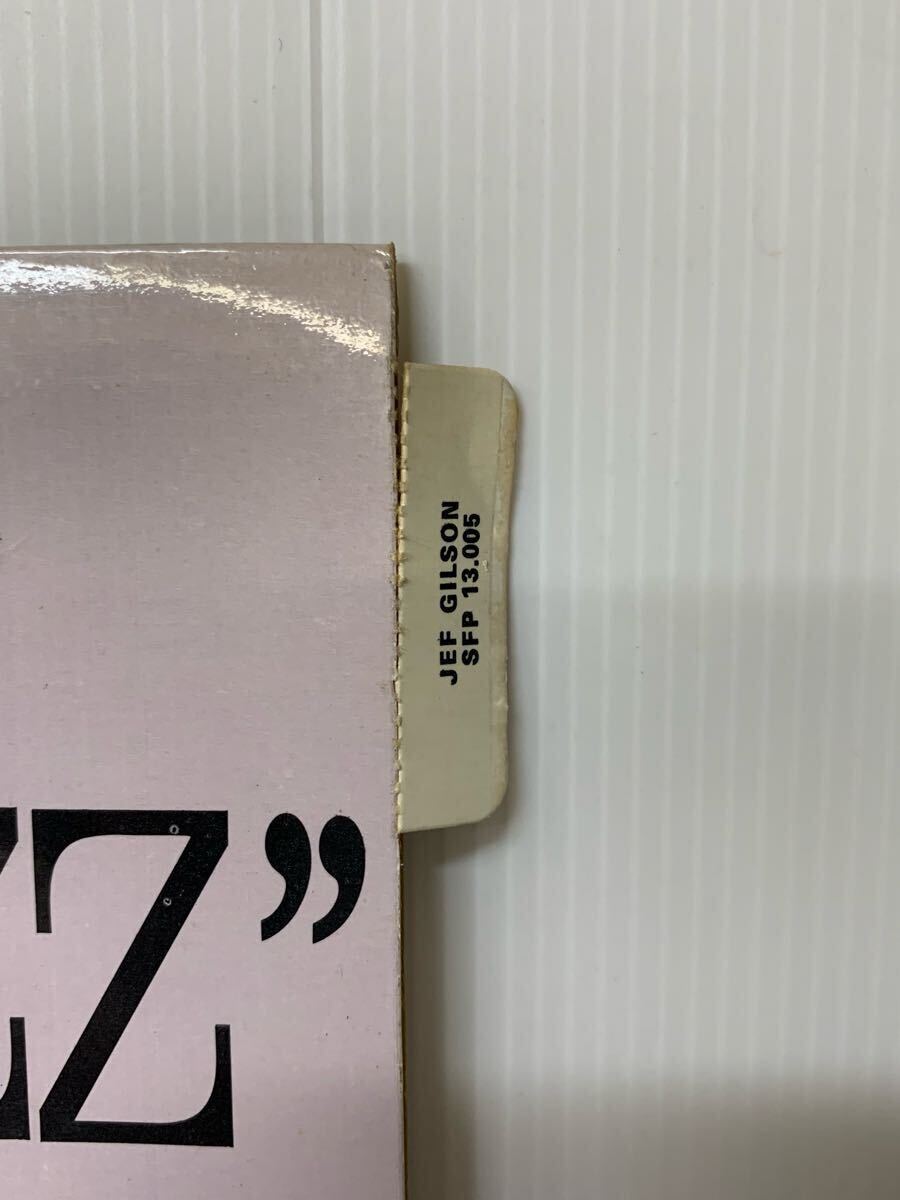 JEF GILSON
SFP 13.005
ZZ”